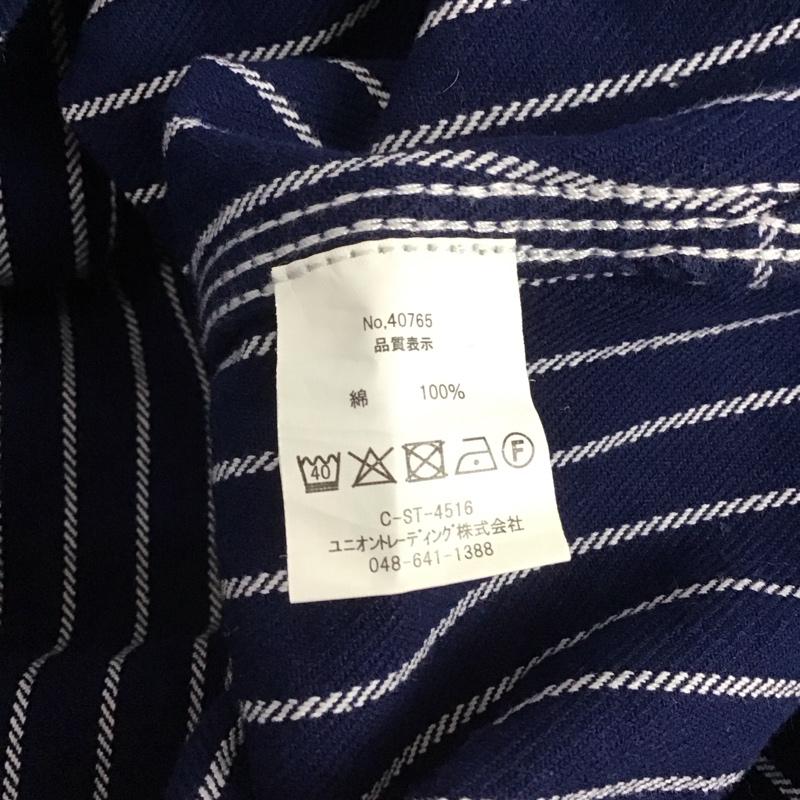 No.40765
品質表示
綿 100%
40 F
C-ST-4516
ユニオントレーディング株式会社
048-641-1388